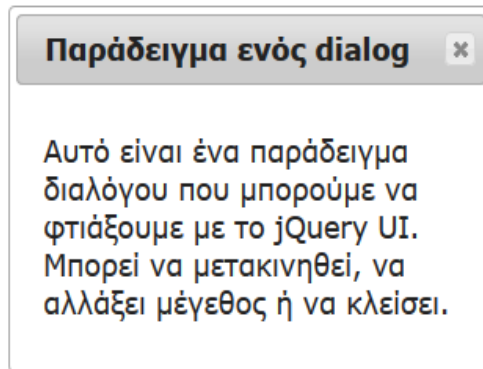 Παράδειγμα ενός dialog
Αυτό είναι ένα παράδειγμα
διαλόγου που μπορούμε να
φτιάξουμε με το jQuery UI.
Μπορεί να μετακινηθεί, να
αλλάξει μέγεθος ή να κλείσει.